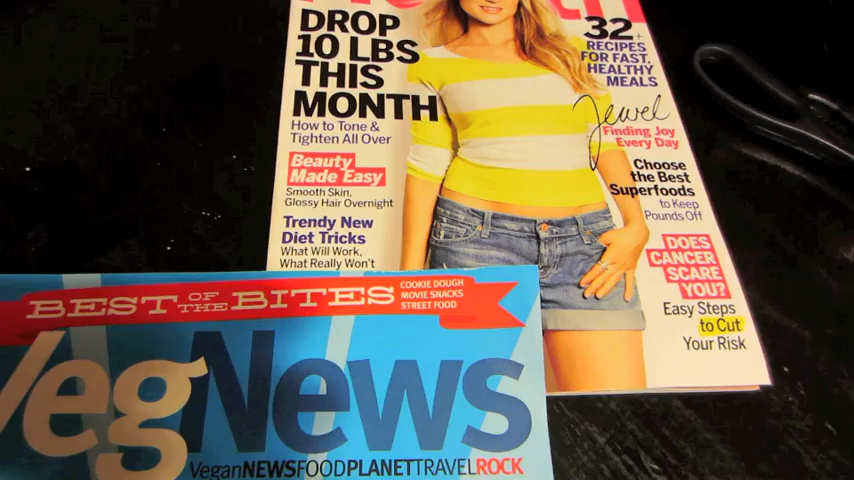 Health
DROP
10 LBS
THIS
MONTH
How to Tone &
Tighten All Over
Beauty
Made Easy
Smooth Skin,
Glossy Hair Overnight
Trendy New
Diet Tricks
What Will Work,
What Really Won't
32+
RECIPES
FOR FAST,
HEALTHY
MEALS
Jewel
Finding Joy
Every Day
Choose
the Best
Superfoods
to Keep
Pounds Off
DOES
CANCER
SCARE
YOU?
Easy Steps
to Cut
Your Risk
BEST OF THE BITES
COOKIE DOUGH
MOVIE SNACKS
STREET FOOD
VegNews
VeganNEWSFOODPLANETTRAVELROCK